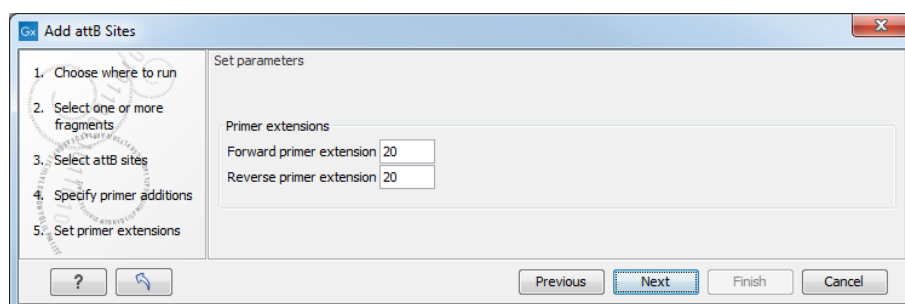 Gx Add attB Sites
Set parameters
1. Choose where to run
2. Select one or more
fragments
3. Select attB sites
4. Specify primer additions
5. Set primer extensions
Primer extensions
Forward primer extension 20
Reverse primer extension 20
? Previous Next Finish Cancel